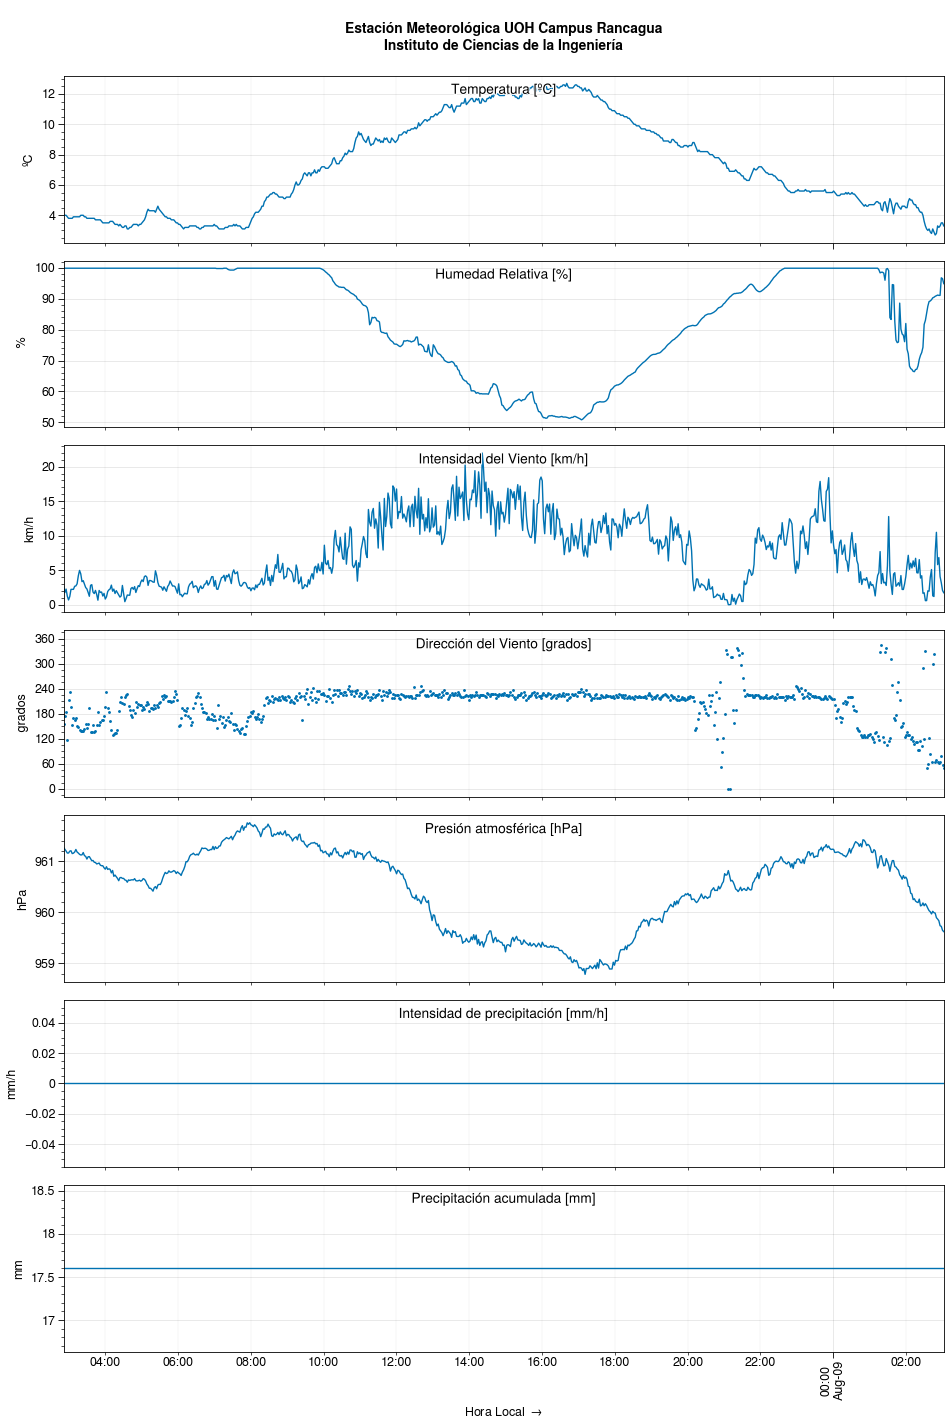 Estación Meteorológica UOH Campus Rancagua
Instituto de Ciencias de la Ingeniería
Temperatura [ºC]
12
10
8
6
4
ºC
Humedad Relativa [%]
100
90
80
70
60
50
%
Intensidad del Viento [km/h]
20
15
10
5
0
km/h
Dirección del Viento [grados]
360
300
240
180
120
60
0
grados
Presión atmosférica [hPa]
961
960
959
hPa
Intensidad de precipitación [mm/h]
0.04
0.02
0
−0.02
−0.04
mm/h
Precipitación acumulada [mm]
18.5
18
17.5
17
mm
04:00 06:00 08:00 10:00 12:00 14:00 16:00 18:00 20:00 22:00 00:00 02:00
Aug-09
Hora Local →